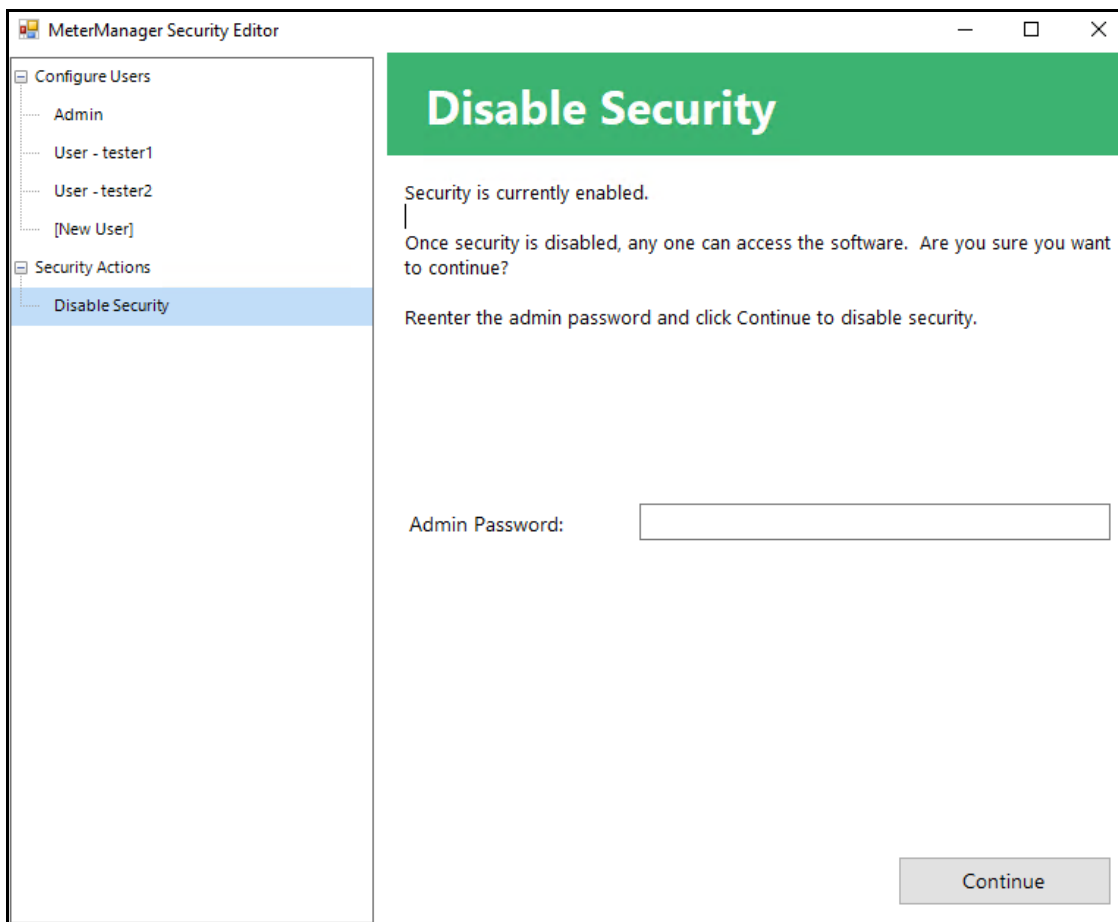 MeterManager Security Editor
Configure Users
Admin
User - tester1
User - tester2
[New User]
Security Actions
Disable Security
Disable Security
Security is currently enabled.
Once security is disabled, any one can access the software.  Are you sure you want
to continue?
Reenter the admin password and click Continue to disable security.
Admin Password:
Continue